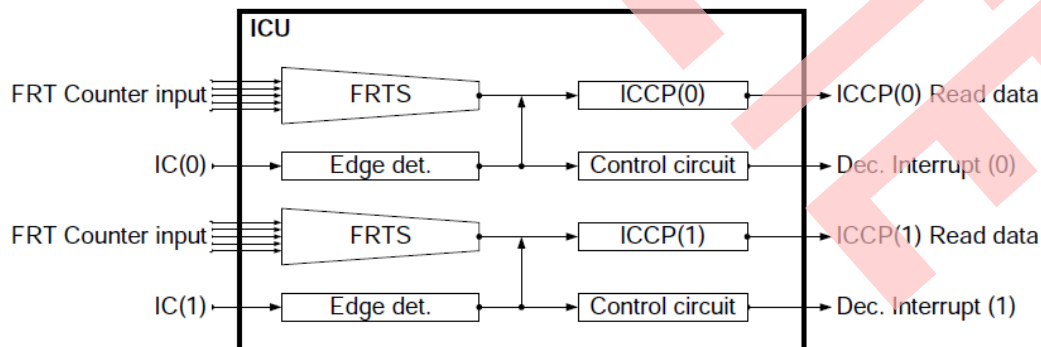 ICU
FRT Counter input FRTS ICCP(0) ICCP(0) Read data
IC(0) Edge det. Control circuit Dec. Interrupt (0)
FRT Counter input FRTS ICCP(1) ICCP(1) Read data
IC(1) Edge det. Control circuit Dec. Interrupt (1)